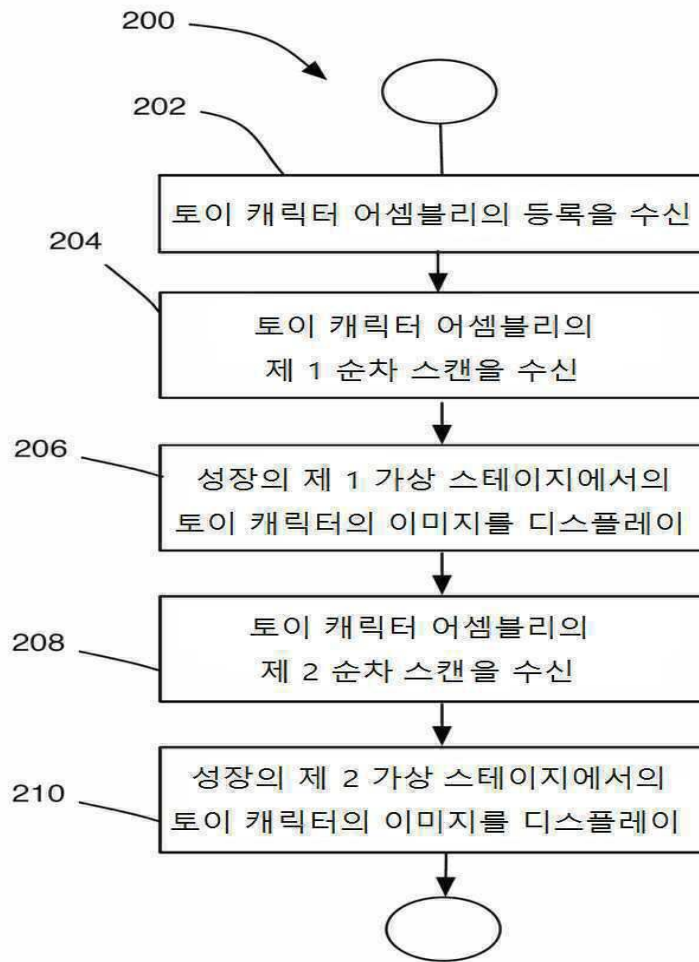 200
202
토이 캐릭터 어셈블리의 등록을 수신
204
토이 캐릭터 어셈블리의
제 1 순차 스캔을 수신
206
성장의 제 1 가상 스테이지에서의
토이 캐릭터의 이미지를 디스플레이
208
토이 캐릭터 어셈블리의
제 2 순차 스캔을 수신
210
성장의 제 2 가상 스테이지에서의
토이 캐릭터의 이미지를 디스플레이